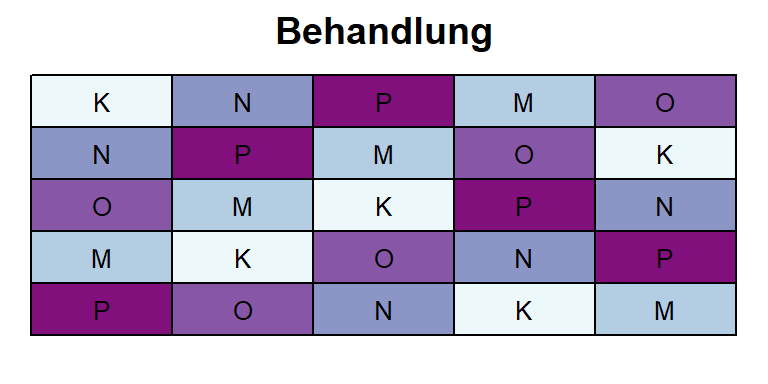 Behandlung
K N P M O
N P M O K
O M K P N
M K O N P
P O N K M